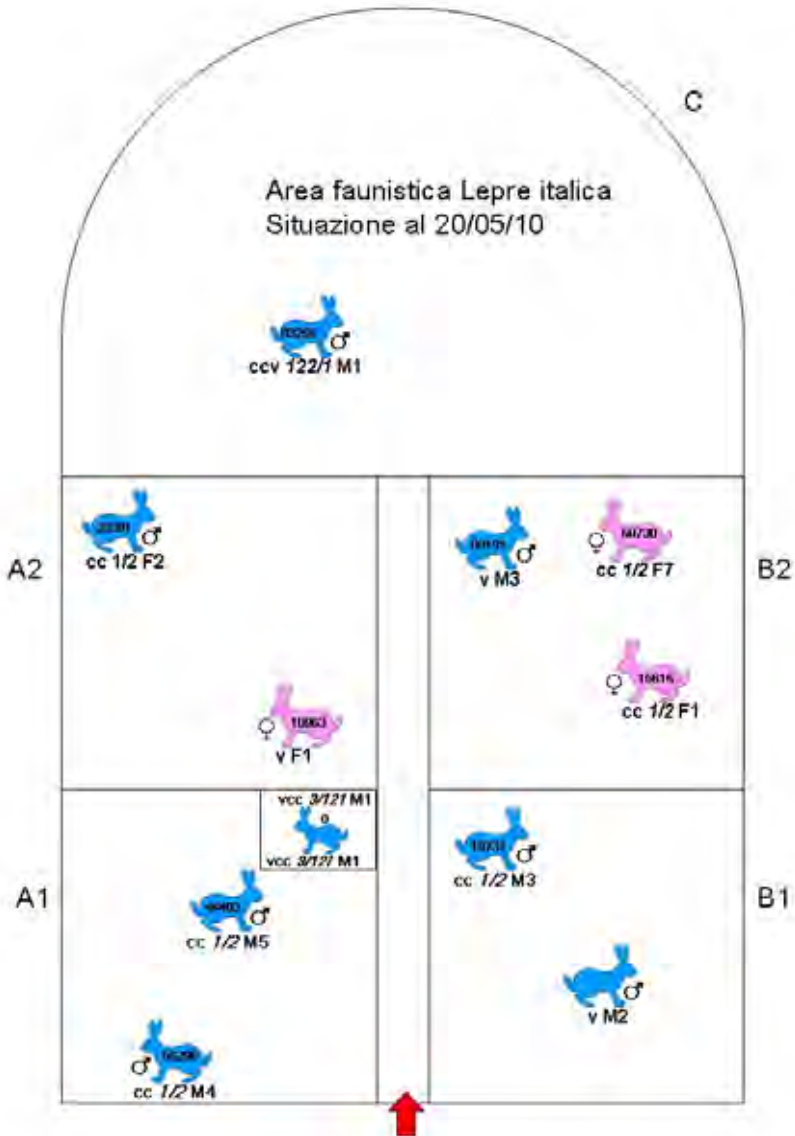 C
Area faunistica Lepre italica
Situazione al 20/05/10
♂
ccv 122/1 M1
A2
♂
cc 1/2 F2
♀
10963
v F1
♂
v M3
♀
60730
cc 1/2 F7
B2
♀
cc 1/2 F1
A1
vcc 3/121 M1
o
vcc 3/121 M1
♂
cc 1/2 M5
♂
cc 1/2 M4
♂
cc 1/2 M3
B1
♂
v M2